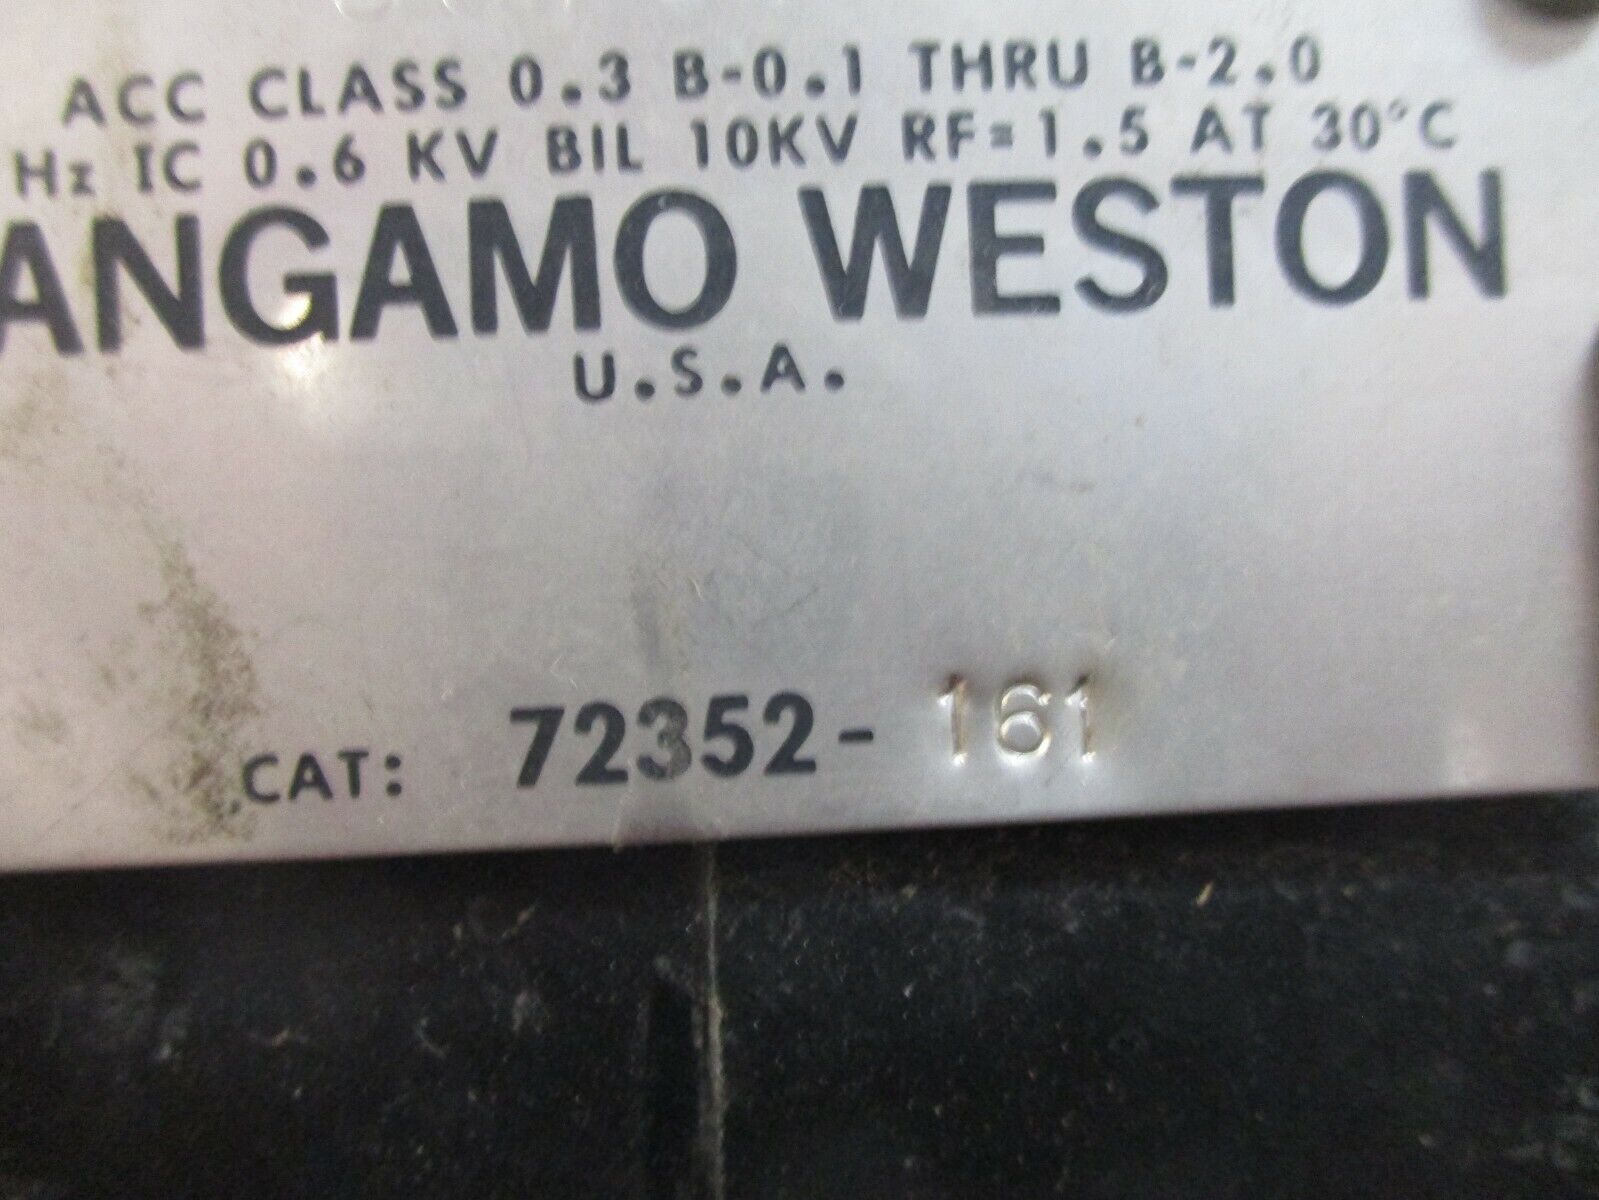 ACC CLASS 0.3 B-0.1 THRU B-2.0
Hz IC 0.6 KV BIL 10KV RF=1.5 AT 30°C
ANGAMO WESTON
U.S.A.
CAT: 72352-161